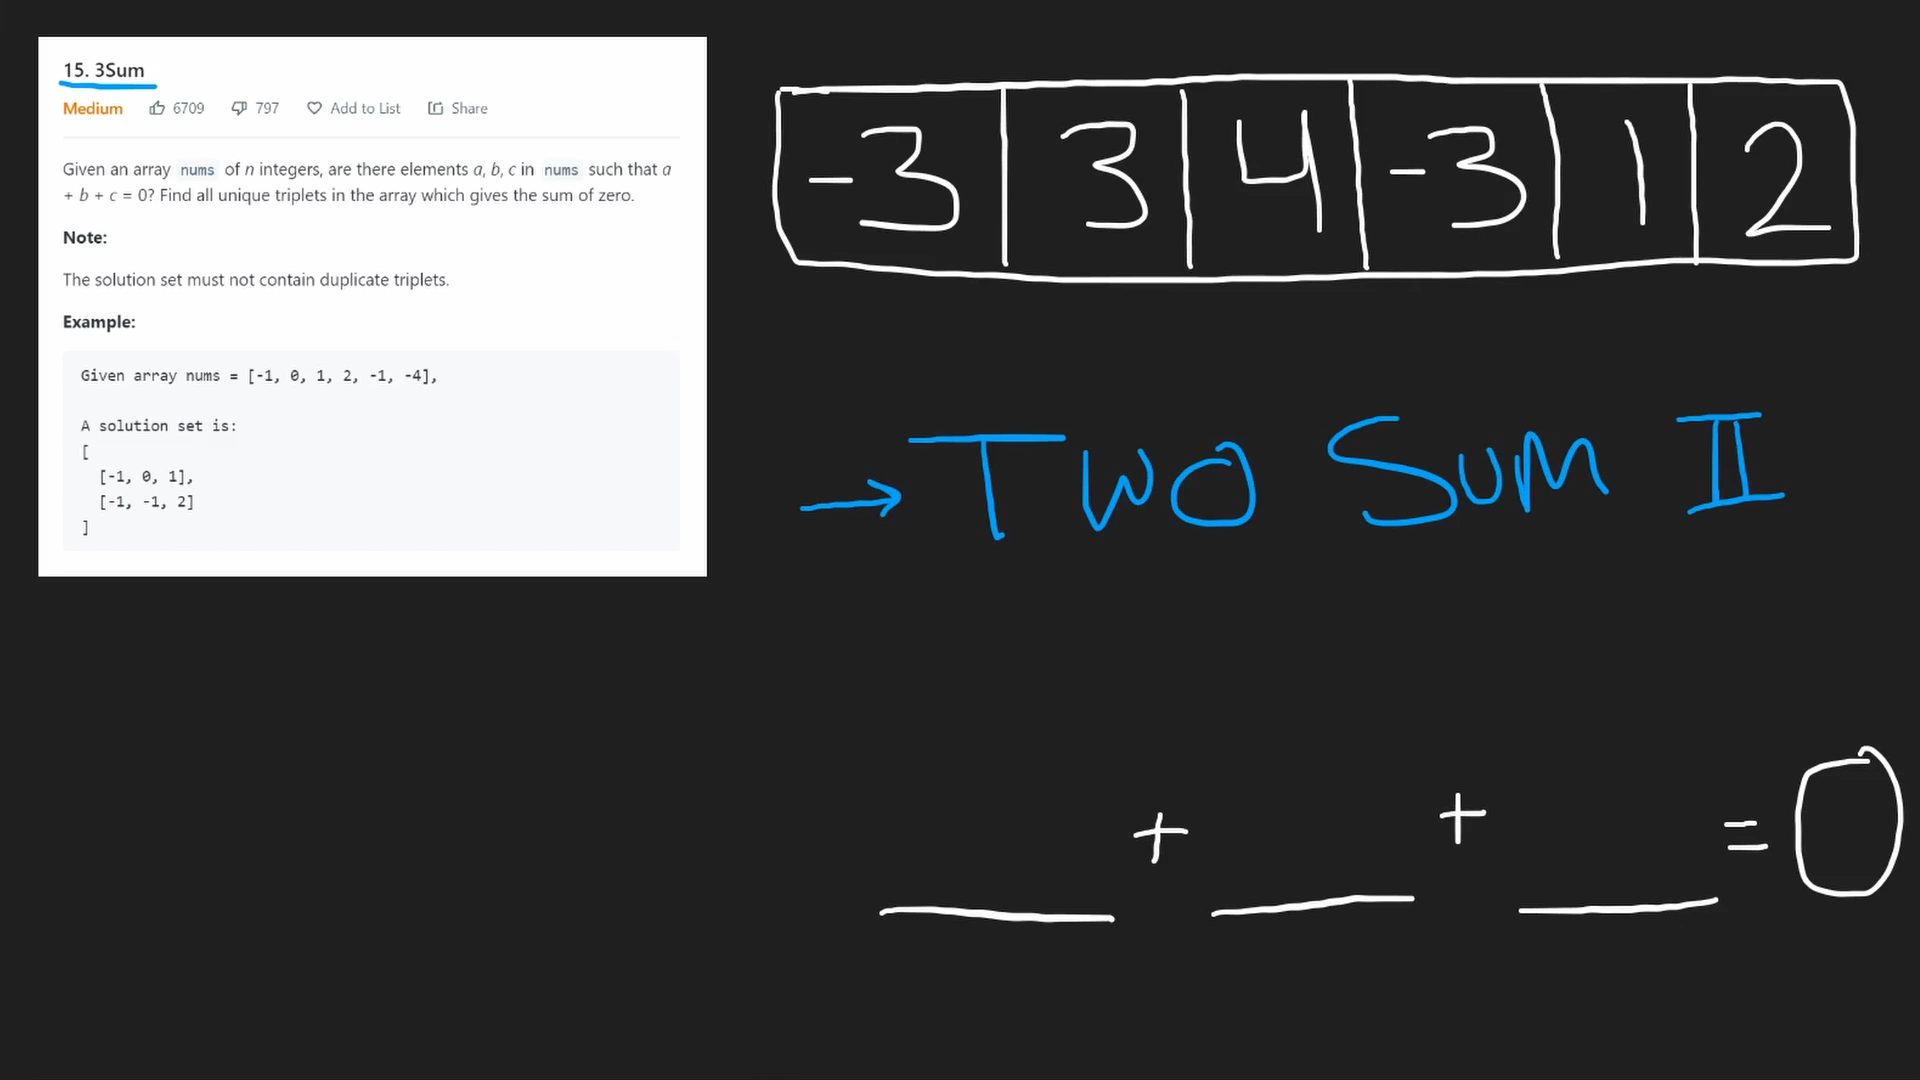 15. 3Sum
Medium 6709 797 Add to List Share
Given an array nums of n integers, are there elements a, b, c in nums such that a
+ b + c = 0? Find all unique triplets in the array which gives the sum of zero.
Note:
The solution set must not contain duplicate triplets.
Example:
Given array nums = [-1, 0, 1, 2, -1, -4],
A solution set is:
[
[-1, 0, 1],
[-1, -1, 2]
]
-3 3 4 -3 1 2
→ TWO SUM II
___ + ___ + ___ = 0